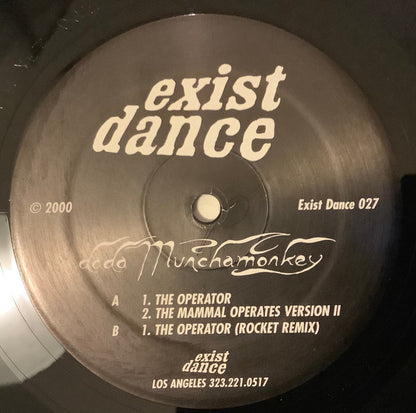 exist
dance
© 2000
Exist Dance 027
dada Munchamonkey
A 1. THE OPERATOR
2. THE MAMMAL OPERATES VERSION II
B 1. THE OPERATOR (ROCKET REMIX)
exist
dance
LOS ANGELES 323.221.0517